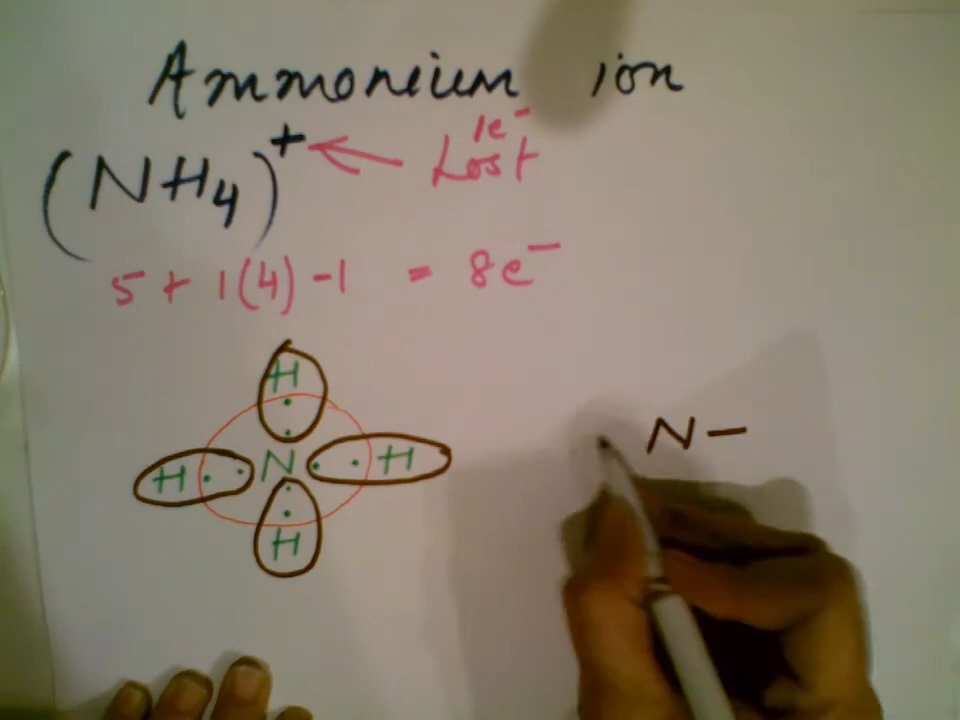 Ammonium ion
(NH4)+ ← Lost 1e-
5 + 1(4) - 1 = 8e-
H
H N H
H
N -